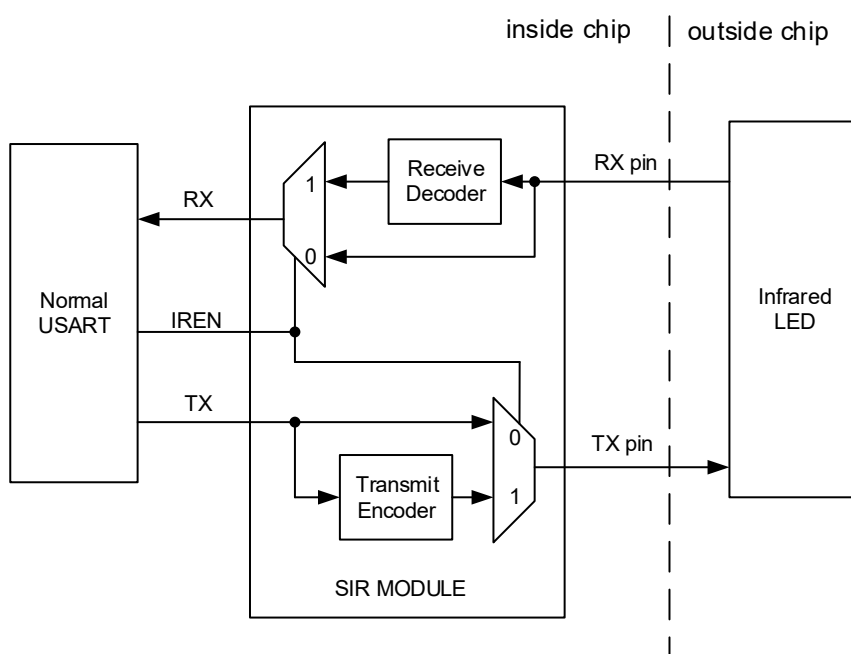 inside chip
outside chip
Receive
Decoder
RX pin
1
RX
0
Normal
USART
IREN
Infrared
LED
TX
0
TX pin
Transmit
Encoder
1
SIR MODULE